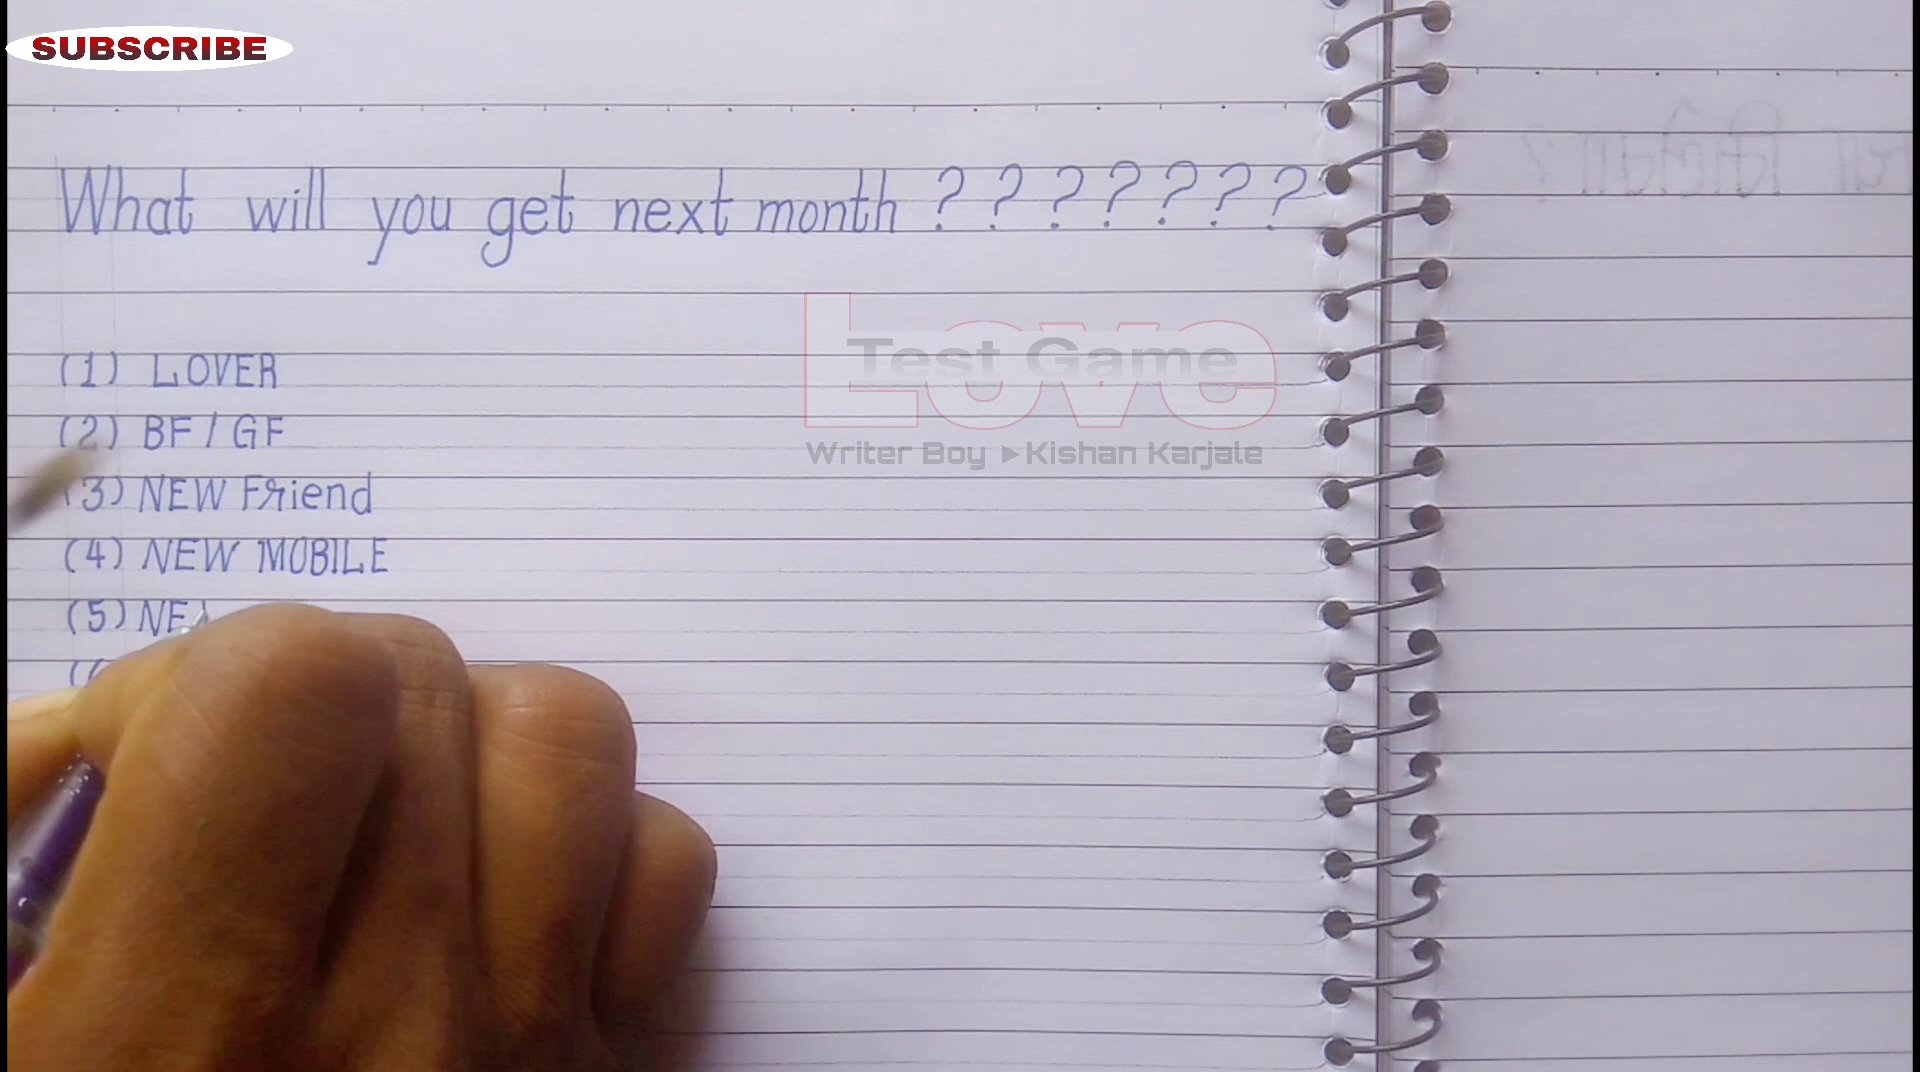 SUBSCRIBE
What will you get next month ? ? ? ? ? ? ?
Love
Test Game
Writer Boy ►Kishan Karjale
(1) LOVER
(2) BF / GF
(3) NEW Friend
(4) NEW MOBILE
(5)